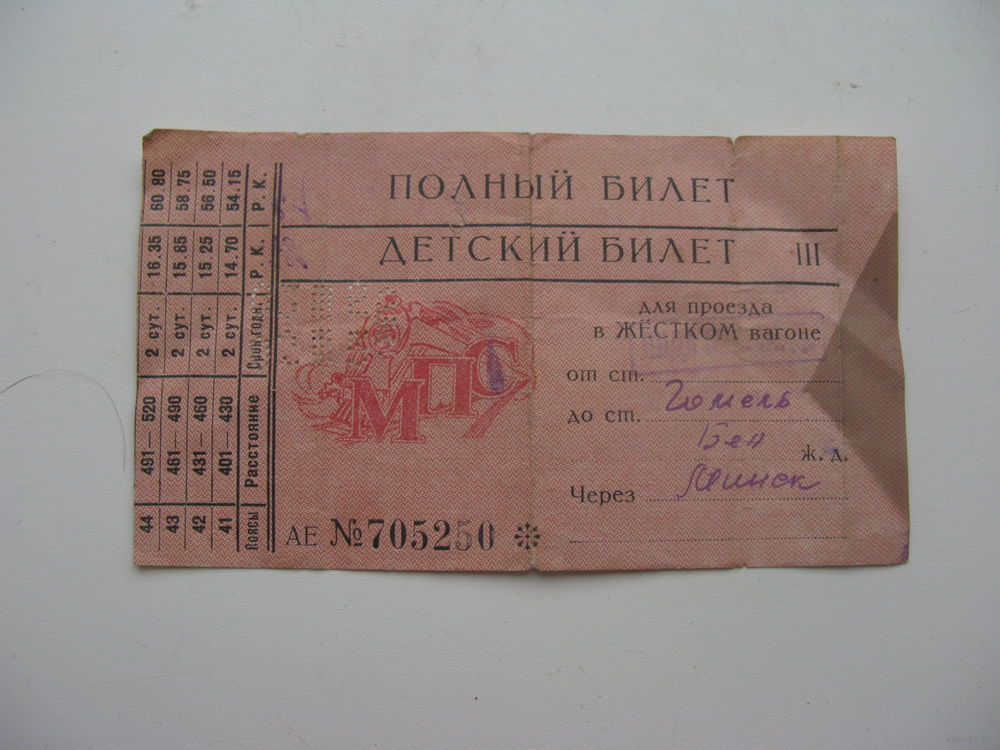 ПОЛНЫЙ БИЛЕТ
ДЕТСКИЙ БИЛЕТ III
для проезда
в ЖЁСТКОМ вагоне
от ст.
до ст. Гомель
Бел ж. д.
Через Минск
МПС
АЕ №705250
Поясы Расстояние Срок годн. Р. К. Р. К.
44 491—520 2 сут. 16.35 60.80
43 461—490 2 сут. 15.85 58.75
42 431—460 2 сут. 15.25 56.50
41 401—430 2 сут. 14.70 54.15